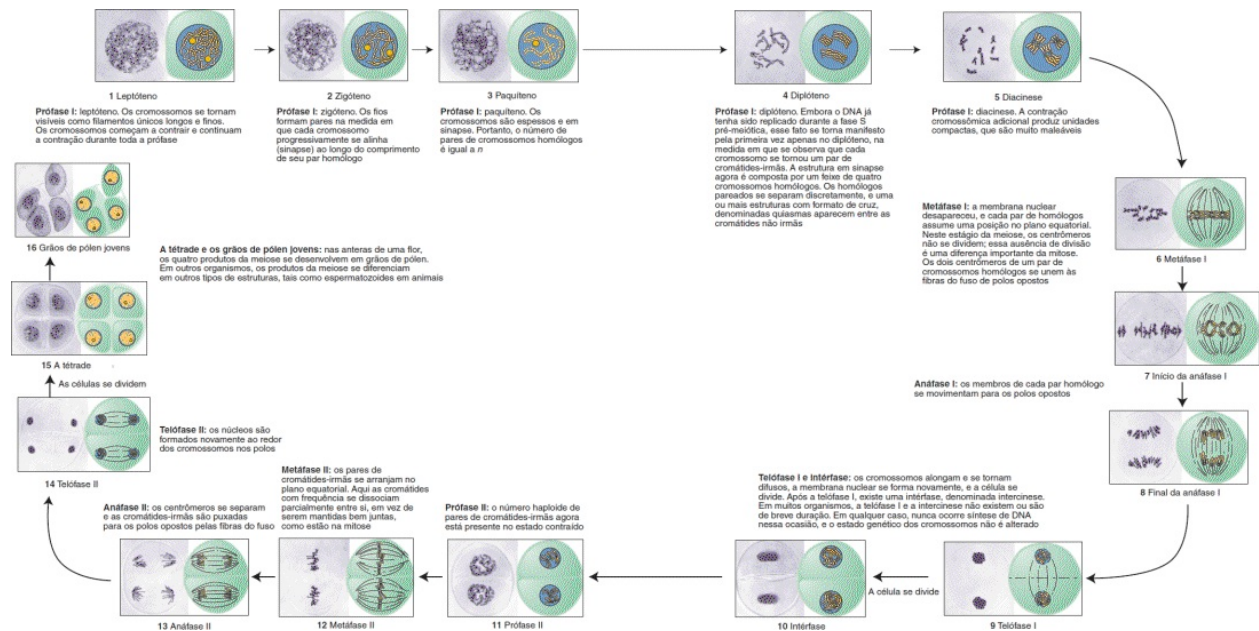 1 Leptóteno
Prófase I: leptóteno. Os cromossomos se tornam
visíveis como filamentos únicos longos e finos.
Os cromossomos começam a contrair e continuam
a contração durante toda a prófase
2 Zigóteno
Prófase I: zigóteno. Os fios
formam pares na medida em
que cada cromossomo
progressivamente se alinha
(sinapse) ao longo do comprimento
de seu par homólogo
3 Paquíteno
Prófase I: paquíteno. Os
cromossomos são espessos e em
sinapse. Portanto, o número de
pares de cromossomos homólogos
é igual a n
4 Diplóteno
Prófase I: diplóteno. Embora o DNA já
tenha sido replicado durante a fase S
pré-meiótica, esse fato se torna manifesto
pela primeira vez apenas no diplóteno, na
medida em que se observa que cada
cromossomo se tornou um par de
cromátides-irmãs. A estrutura em sinapse
agora é composta por um feixe de quatro
cromossomos homólogos. Os homólogos
pareados se separam discretamente, e uma
ou mais estruturas com formato de cruz,
denominadas quiasmas aparecem entre as
cromátides não irmãs
5 Diacinese
Prófase I: diacinese. A contração
cromossômica adicional produz unidades
compactas, que são muito maleáveis
Metáfase I: a membrana nuclear
desapareceu, e cada par de homólogos
assume uma posição no plano equatorial.
Neste estágio da meiose, os centrômeros
não se dividem; essa ausência de divisão
é uma diferença importante da mitose.
Os dois centrômeros de um par de
cromossomos homólogos se unem às
fibras do fuso de polos opostos
6 Metáfase I
7 Início da anáfase I
Anáfase I: os membros de cada par homólogo
se movimentam para os polos opostos
8 Final da anáfase I
Telófase I e intérfase: os cromossomos alongam e se tornam
difusos, a membrana nuclear se forma novamente, e a célula se
divide. Após a telófase I, existe uma intérfase, denominada intercinese.
Em muitos organismos, a telófase I e a intercinese não existem ou são
de breve duração. Em qualquer caso, nunca ocorre síntese de DNA
nessa ocasião, e o estado genético dos cromossomos não é alterado
9 Telófase I
A célula se divide
10 Intérfase
Prófase II: o número haploide de
pares de cromátides-irmãs agora
está presente no estado contraído
11 Prófase II
Metáfase II: os pares de
cromátides-irmãs se arranjam no
plano equatorial. Aqui as cromátides
com frequência se dissociam
parcialmente entre si, em vez de
serem mantidas bem juntas,
como estão na mitose
12 Metáfase II
Anáfase II: os centrômeros se separam
e as cromátides-irmãs são puxadas
para os polos opostos pelas fibras do fuso
13 Anáfase II
Telófase II: os núcleos são
formados novamente ao redor
dos cromossomos nos polos
14 Telófase II
As células se dividem
15 A tétrade
A tétrade e os grãos de pólen jovens: nas anteras de uma flor,
os quatro produtos da meiose se desenvolvem em grãos de pólen.
Em outros organismos, os produtos da meiose se diferenciam
em outros tipos de estruturas, tais como espermatozoides em animais
16 Grãos de pólen jovens